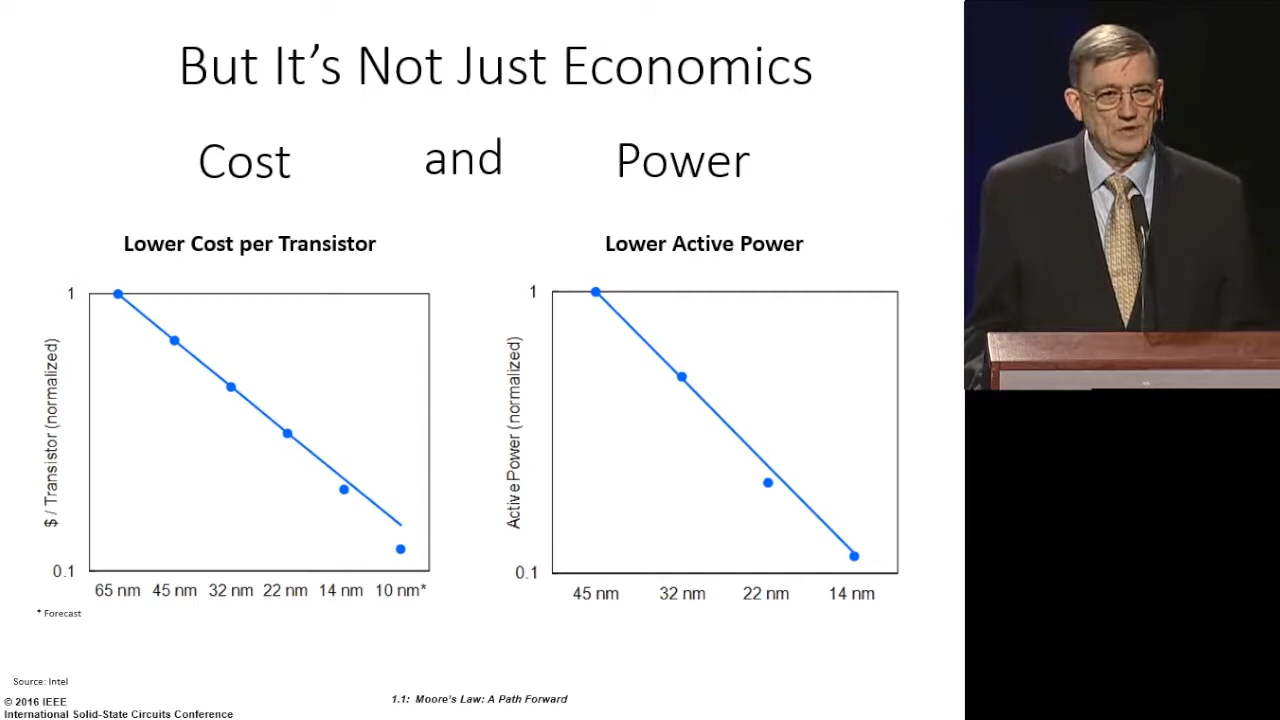 But It's Not Just Economics
Cost and Power
Lower Cost per Transistor
1
$ / Transistor (normalized)
0.1
65 nm 45 nm 32 nm 22 nm 14 nm 10 nm*
* Forecast
Lower Active Power
1
Active Power (normalized)
0.1
45 nm 32 nm 22 nm 14 nm
Source: Intel
© 2016 IEEE
International Solid-State Circuits Conference
1.1: Moore's Law: A Path Forward